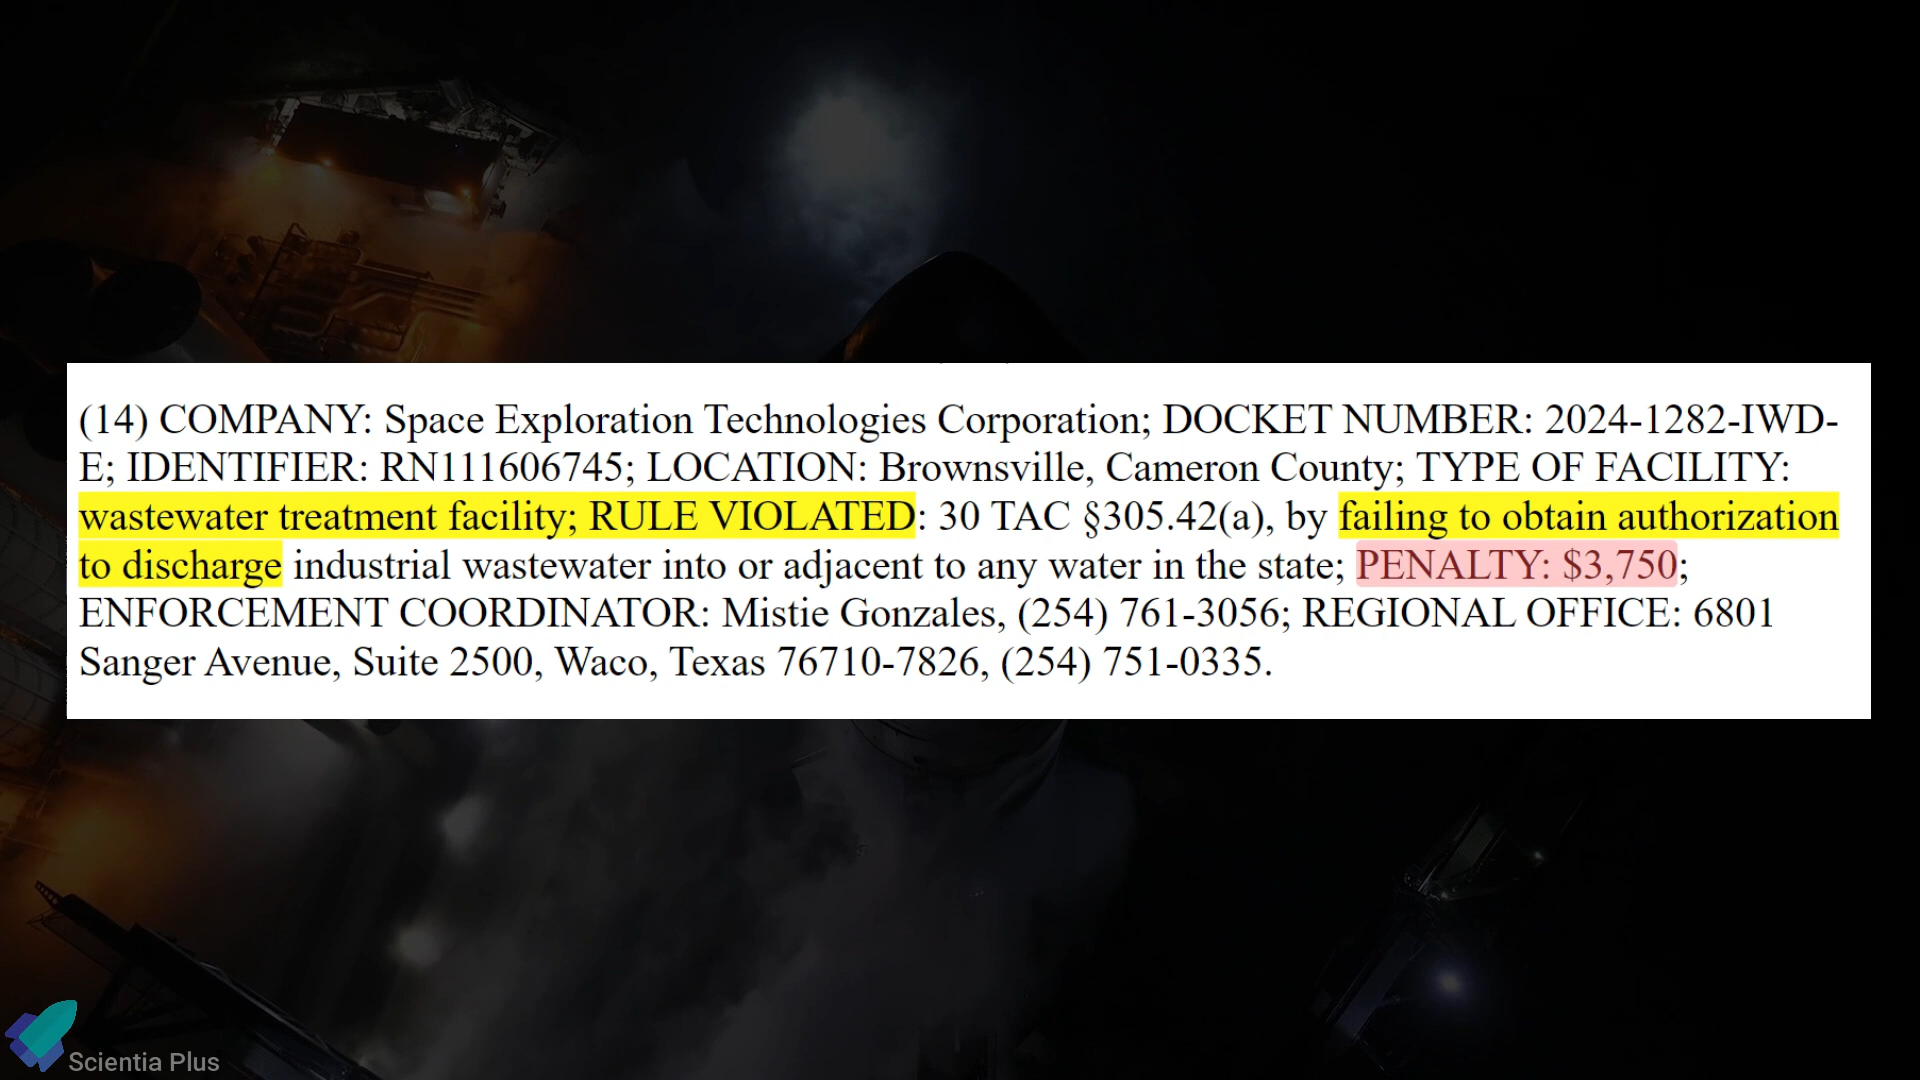 (14) COMPANY: Space Exploration Technologies Corporation; DOCKET NUMBER: 2024-1282-IWD-
E; IDENTIFIER: RN111606745; LOCATION: Brownsville, Cameron County; TYPE OF FACILITY:
wastewater treatment facility; RULE VIOLATED: 30 TAC §305.42(a), by failing to obtain authorization
to discharge industrial wastewater into or adjacent to any water in the state; PENALTY: $3,750;
ENFORCEMENT COORDINATOR: Mistie Gonzales, (254) 761-3056; REGIONAL OFFICE: 6801
Sanger Avenue, Suite 2500, Waco, Texas 76710-7826, (254) 751-0335.
Scientia Plus